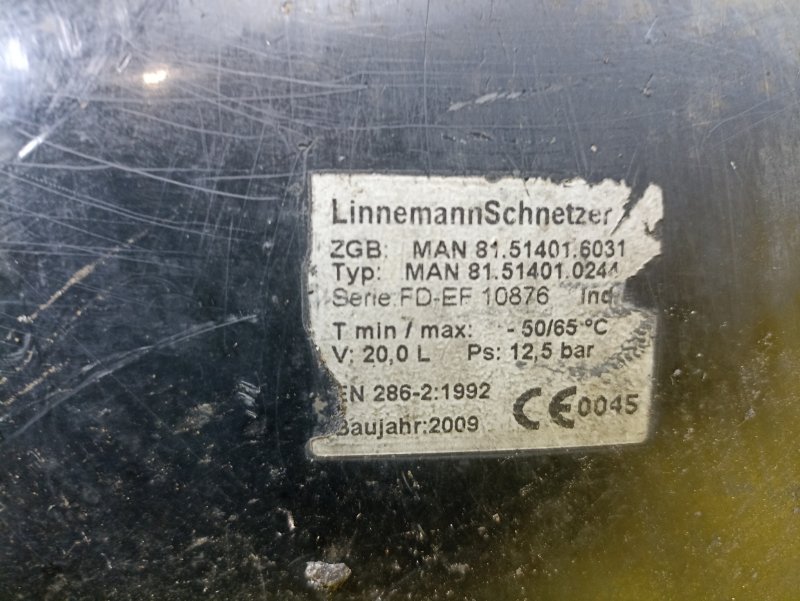 LinnemannSchnetzer
ZGB: MAN 81.51401.6031
Typ: MAN 81.51401.0244
Serie:FD-EF 10876 Ind
T min / max: - 50/65 °C
V: 20,0 L Ps: 12,5 bar
EN 286-2:1992
CE 0045
Baujahr:2009